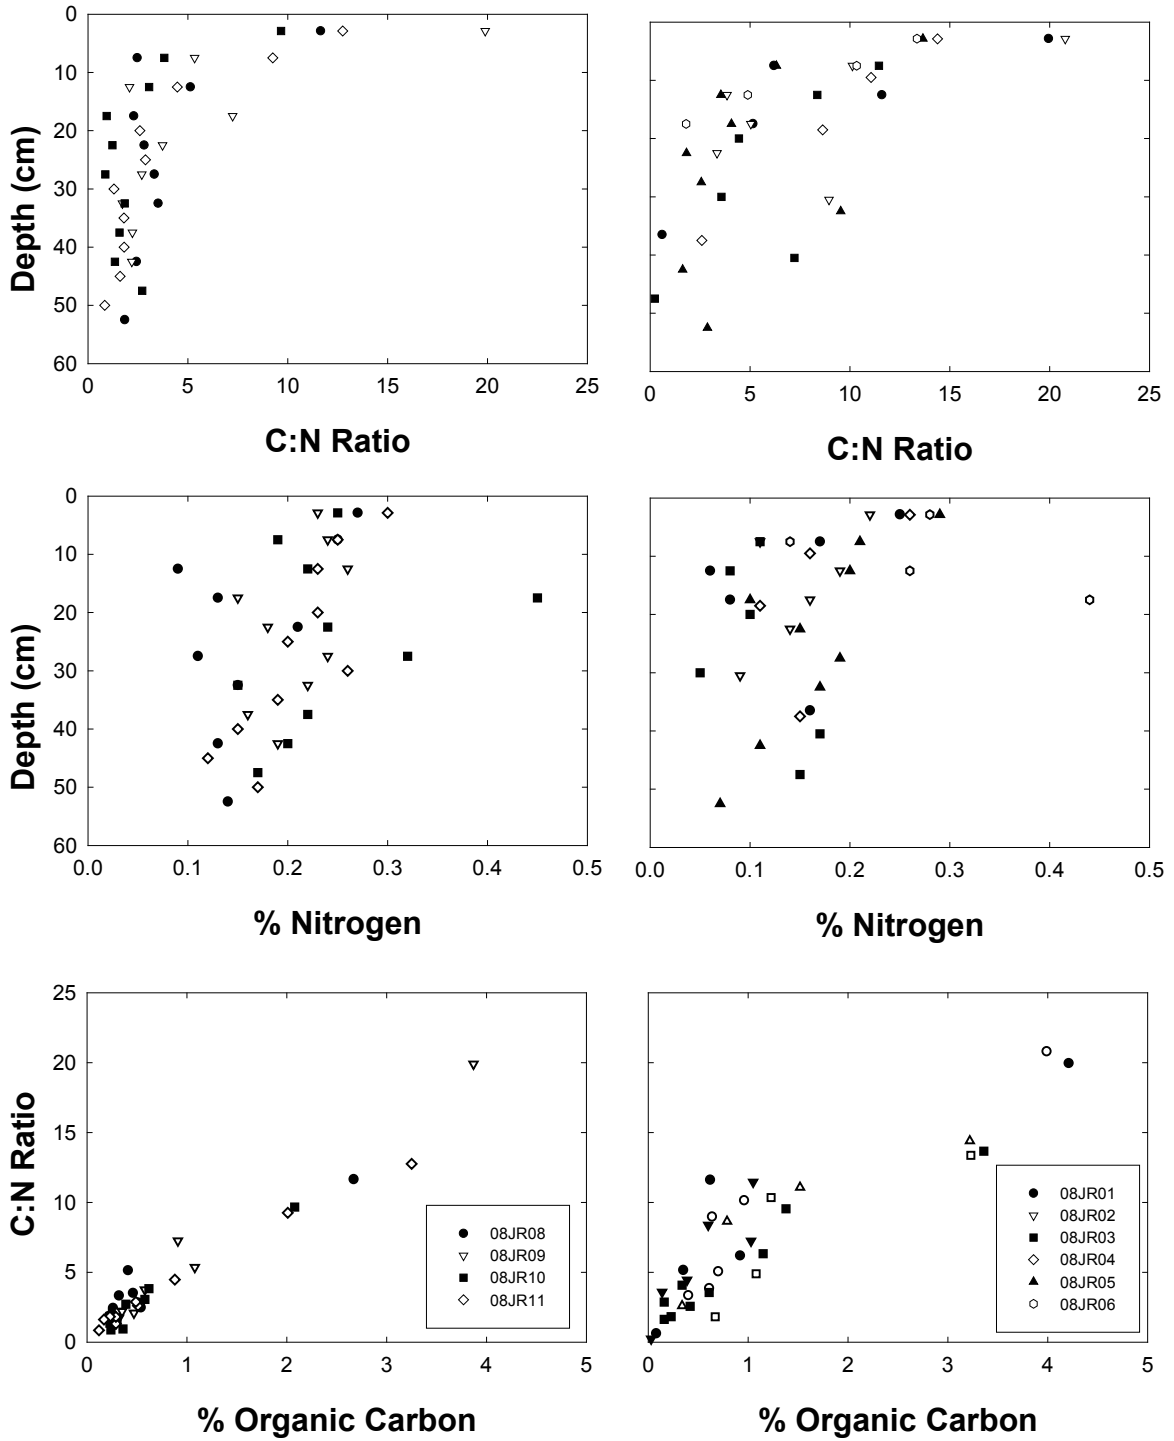 0
10
20
30
40
50
60
Depth (cm)
0 5 10 15 20 25
C:N Ratio
0 5 10 15 20 25
C:N Ratio
0
10
20
30
40
50
60
Depth (cm)
0.0 0.1 0.2 0.3 0.4 0.5
% Nitrogen
0.0 0.1 0.2 0.3 0.4 0.5
% Nitrogen
25
20
15
10
5
0
C:N Ratio
08JR08
08JR09
08JR10
08JR11
0 1 2 3 4 5
% Organic Carbon
08JR01
08JR02
08JR03
08JR04
08JR05
08JR06
0 1 2 3 4 5
% Organic Carbon